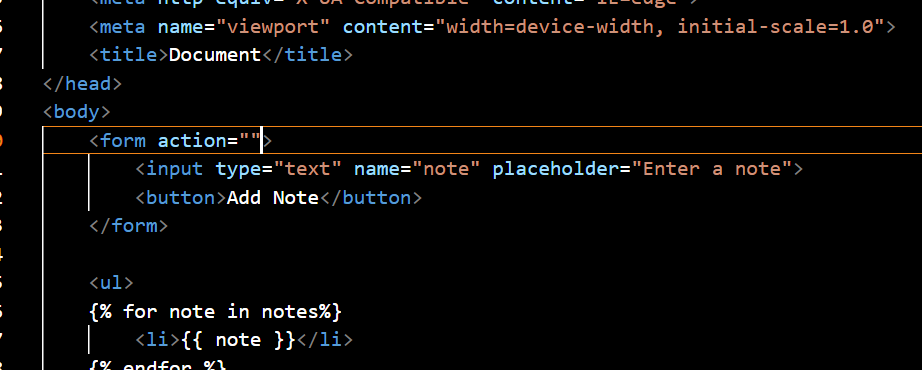 <meta name="viewport" content="width=device-width, initial-scale=1.0">
<title>Document</title>
</head>
<body>
<form action="">
<input type="text" name="note" placeholder="Enter a note">
<button>Add Note</button>
</form>
<ul>
{% for note in notes%}
<li>{{ note }}</li>
{% endfor %}